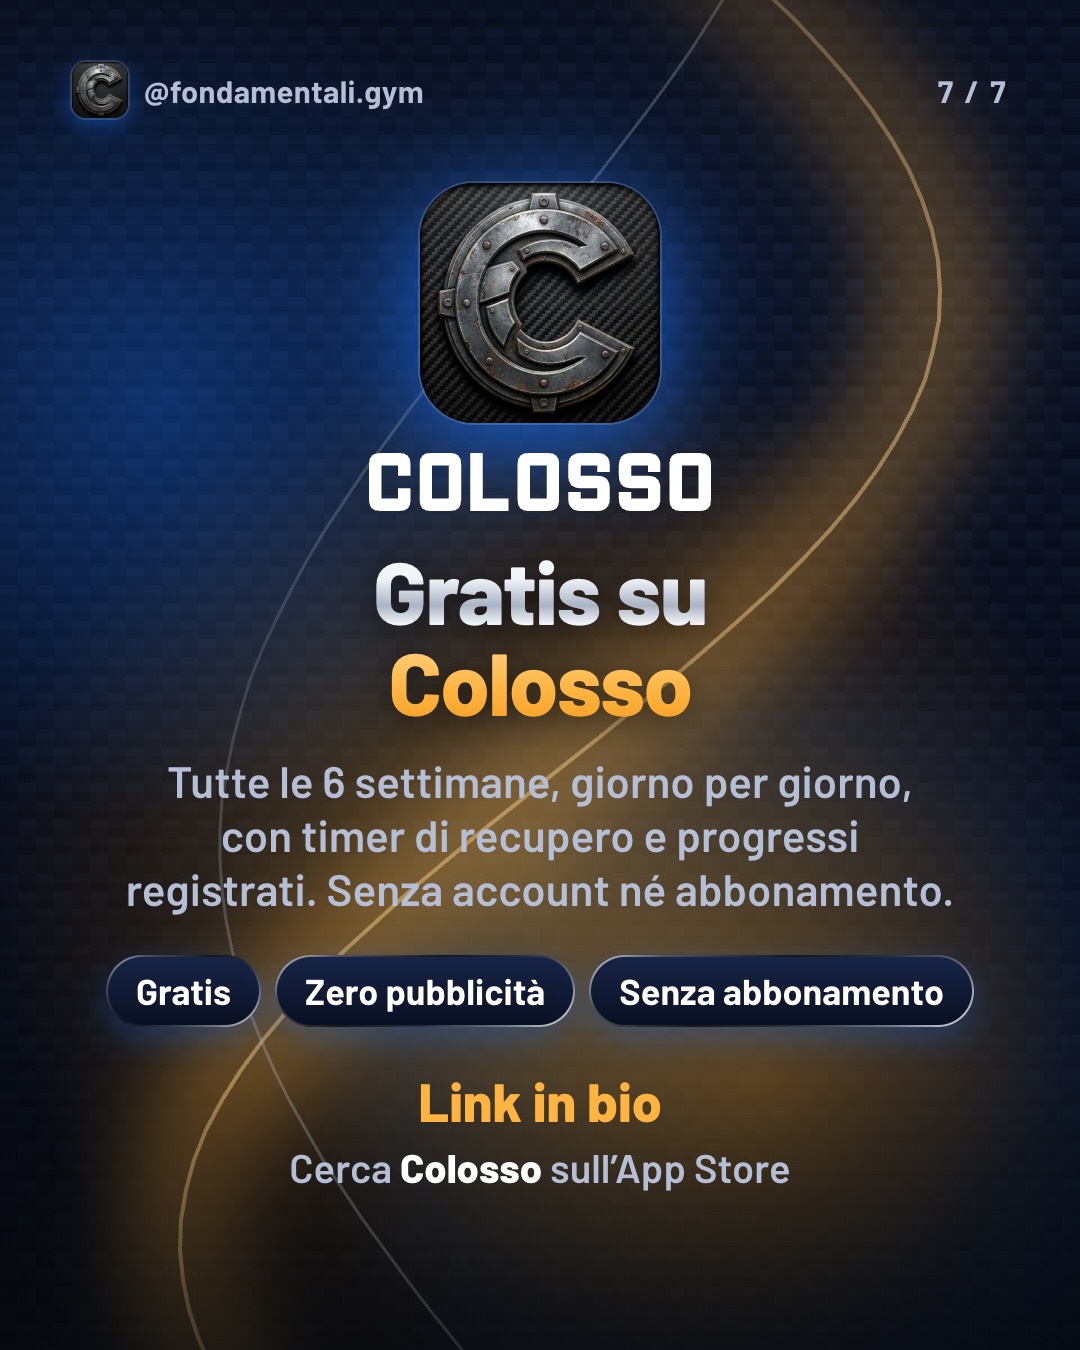 @fondamentali.gym
7 / 7
COLOSSO
Gratis su
Colosso
Tutte le 6 settimane, giorno per giorno,
con timer di recupero e progressi
registrati. Senza account né abbonamento.
Gratis
Zero pubblicità
Senza abbonamento
Link in bio
Cerca Colosso sull’App Store